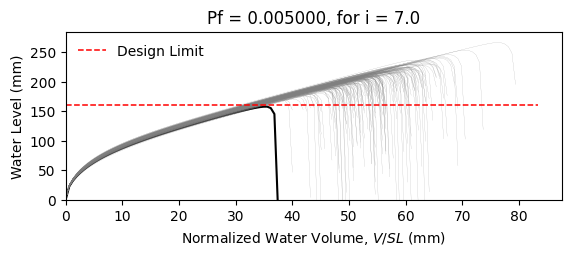 Pf = 0.005000, for i = 7.0
Design Limit
Water Level (mm)
250
200
150
100
50
0
0 10 20 30 40 50 60 70 80
Normalized Water Volume, V/SL (mm)